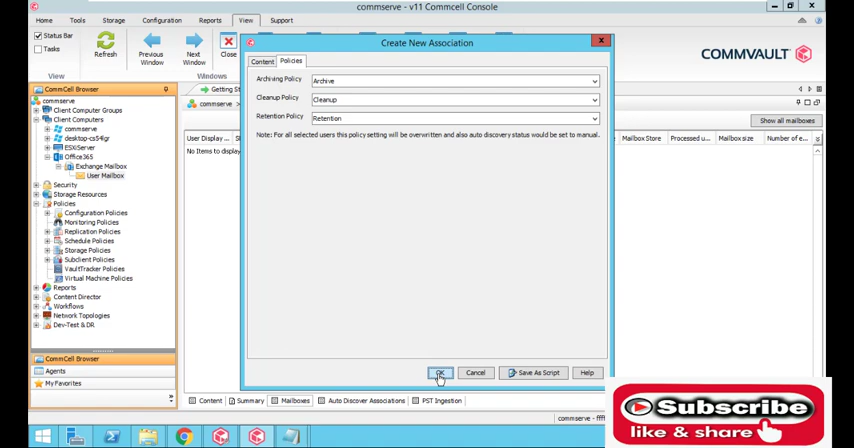 commserve - v11 Commcell Console
Home Tools Storage Configuration Reports View Support
Status Bar
Tasks
Refresh
Previous Window
Next Window
Close
View
Windows
COMMVAULT
CommCell Browser
commserve
Client Computer Groups
Client Computers
commserve
desktop-cs54fgr
ESXiServer
Office365
Exchange Mailbox
User Mailbox
Security
Storage Resources
Policies
Configuration Policies
Monitoring Policies
Replication Policies
Schedule Policies
Storage Policies
Subclient Policies
VaultTracker Policies
Virtual Machine Policies
Reports
Content Director
Workflows
Dev-Test & DR
CommCell Browser
Agents
My Favorites
Getting St
commserve >
User Display ...
No Items to display
Create New Association
Content Policies
Archiving Policy Archive
Cleanup Policy Cleanup
Retention Policy Retention
Note: For all selected users this policy setting will be overwritten and also auto discovery status would be set to manual.
OK Cancel Save As Script Help
Show all mailboxes
Mailbox Store Processed u... Mailbox size Number of e...
Content Summary Mailboxes Auto Discover Associations PST Ingestion
Subscribe
like & share